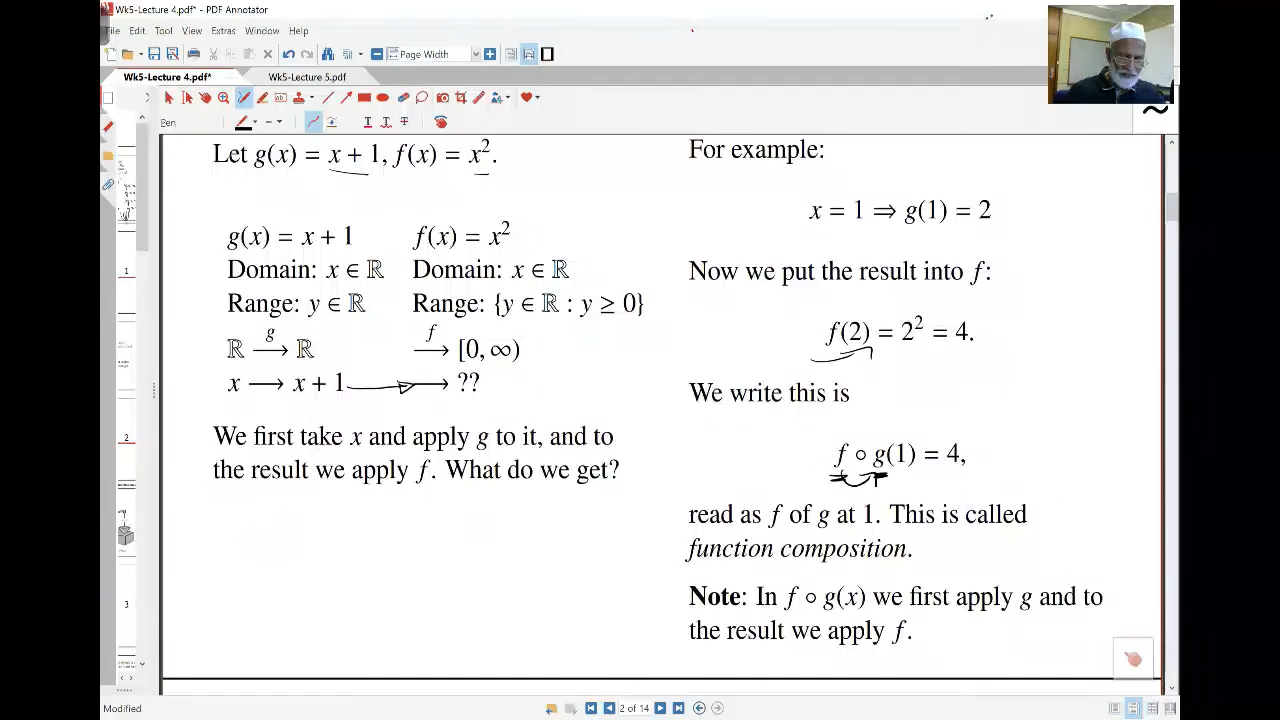 Wk5-Lecture 4.pdf* - PDF Annotator
File Edit Tool View Extras Window Help
Page Width
Wk5-Lecture 4.pdf* Wk5-Lecture 5.pdf
Pen
Let g(x) = x + 1, f(x) = x².
g(x) = x + 1 f(x) = x²
Domain: x ∈ ℝ Domain: x ∈ ℝ
Range: y ∈ ℝ Range: {y ∈ ℝ : y ≥ 0}
g f
ℝ ⟶ ℝ ⟶ [0, ∞)
x ⟶ x + 1 ⟶ ??
We first take x and apply g to it, and to
the result we apply f. What do we get?
For example:
x = 1 ⇒ g(1) = 2
Now we put the result into f:
f(2) = 2² = 4.
We write this is
f ∘ g(1) = 4,
read as f of g at 1. This is called
function composition.
Note: In f ∘ g(x) we first apply g and to
the result we apply f.
1
2
3
Modified
2 of 14